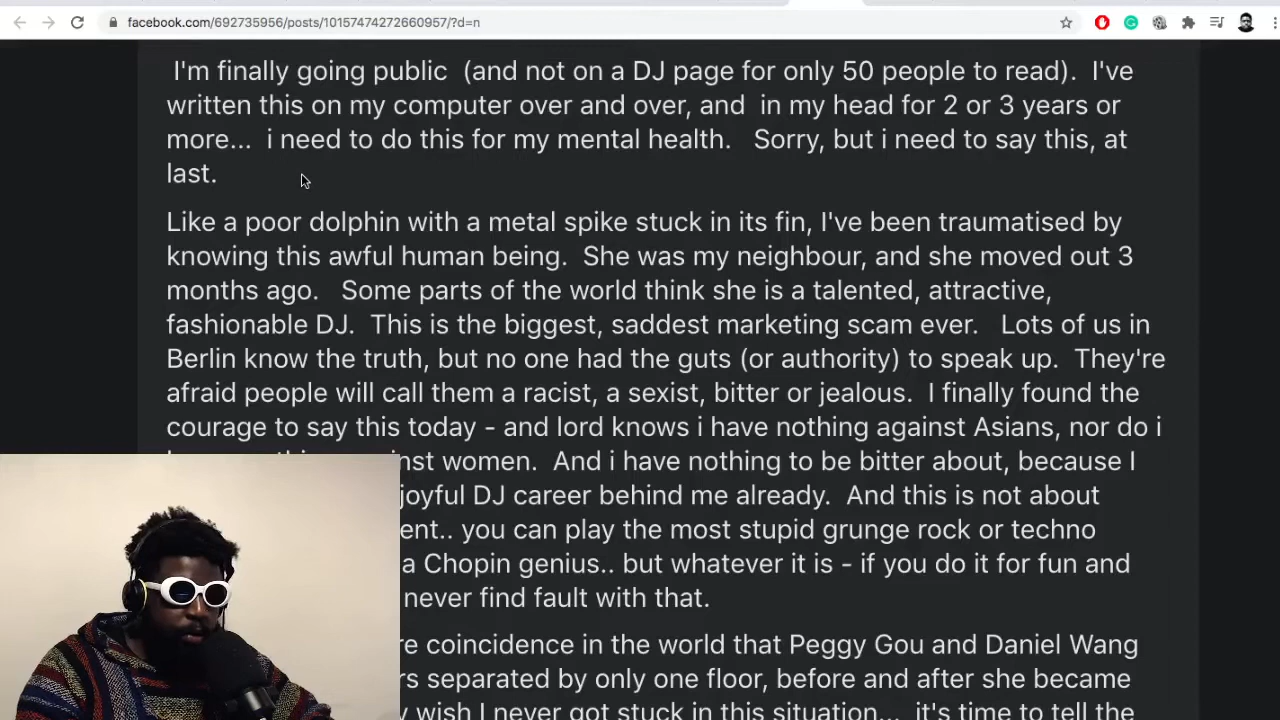 facebook.com/692735956/posts/10157474272660957/?d=n
I'm finally going public  (and not on a DJ page for only 50 people to read).  I've
written this on my computer over and over, and  in my head for 2 or 3 years or
more...  i need to do this for my mental health.   Sorry, but i need to say this, at
last.
Like a poor dolphin with a metal spike stuck in its fin, I've been traumatised by
knowing this awful human being.  She was my neighbour, and she moved out 3
months ago.   Some parts of the world think she is a talented, attractive,
fashionable DJ.  This is the biggest, saddest marketing scam ever.   Lots of us in
Berlin know the truth, but no one had the guts (or authority) to speak up.  They're
afraid people will call them a racist, a sexist, bitter or jealous.  I finally found the
courage to say this today - and lord knows i have nothing against Asians, nor do i
women.  And i have nothing to be bitter about, because I
joyful DJ career behind me already.  And this is not about
ent.. you can play the most stupid grunge rock or techno
a Chopin genius.. but whatever it is - if you do it for fun and
never find fault with that.
re coincidence in the world that Peggy Gou and Daniel Wang
rs separated by only one floor, before and after she became
wish I never got stuck in this situation...  it's time to tell the